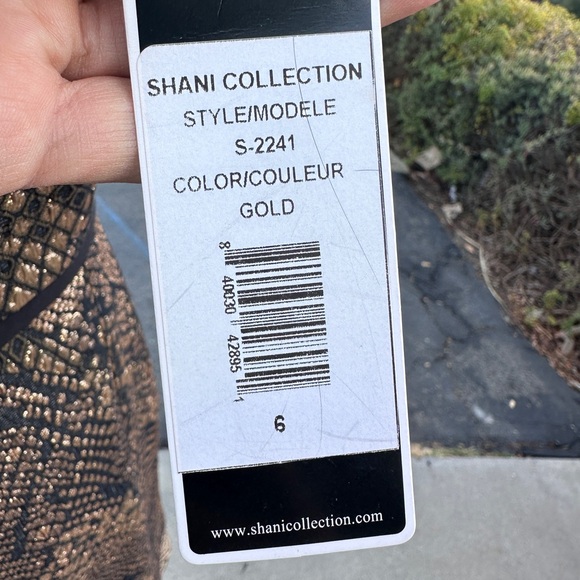 SHANI COLLECTION
STYLE/MODELE
S-2241
COLOR/COULEUR
GOLD
8 40030 42895 1
6
www.shanicollection.com